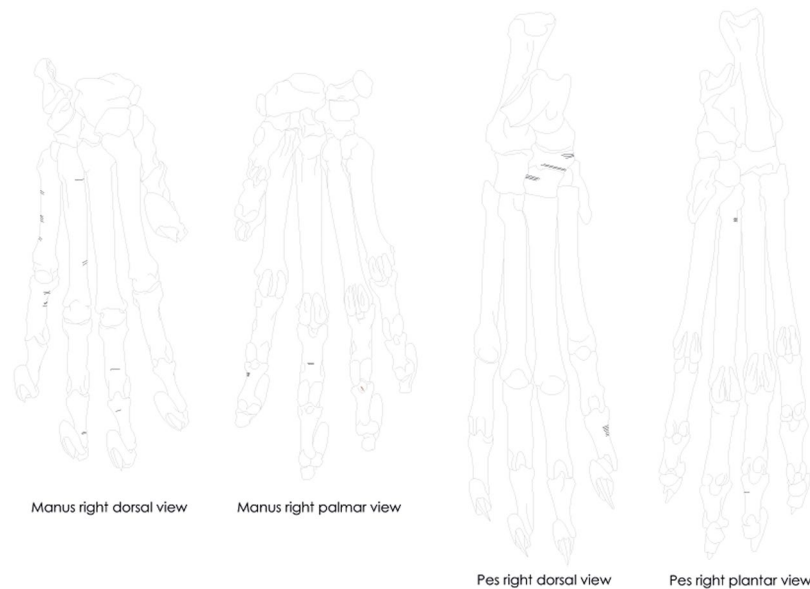 Manus right dorsal view
Manus right palmar view
Pes right dorsal view
Pes right plantar view